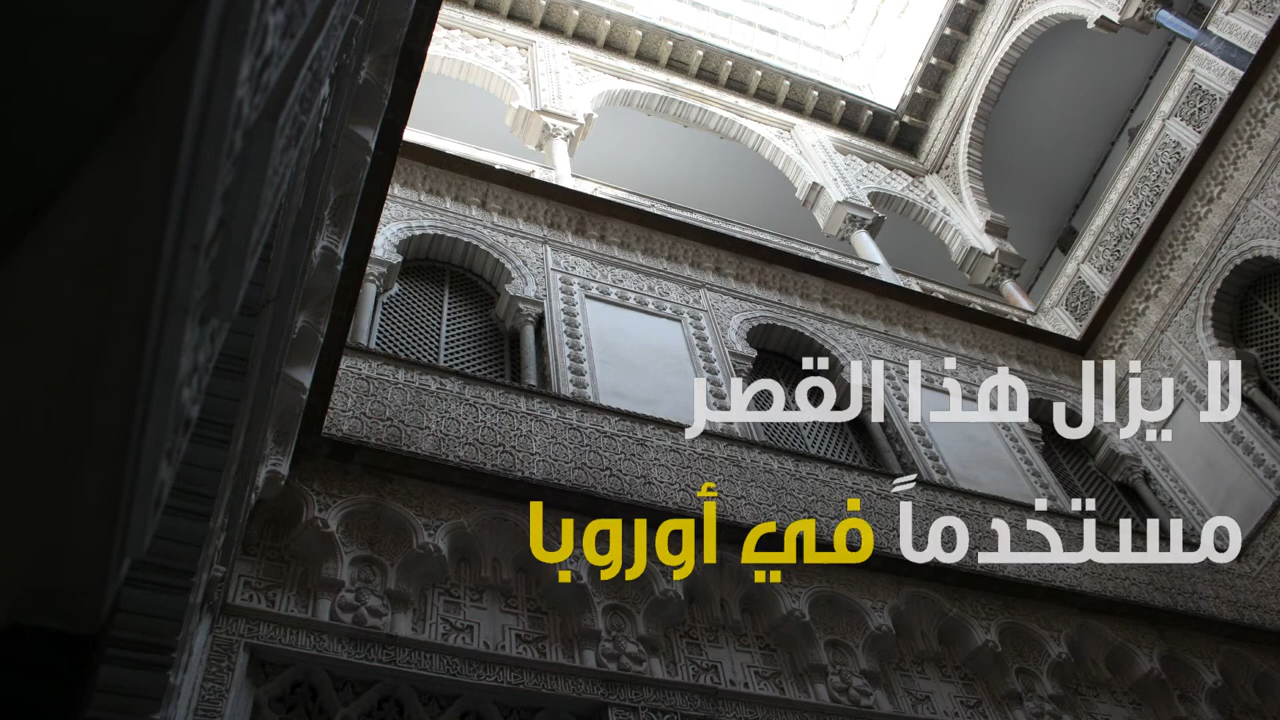 لا يزال هذا القصر
مستخدماً في أوروبا